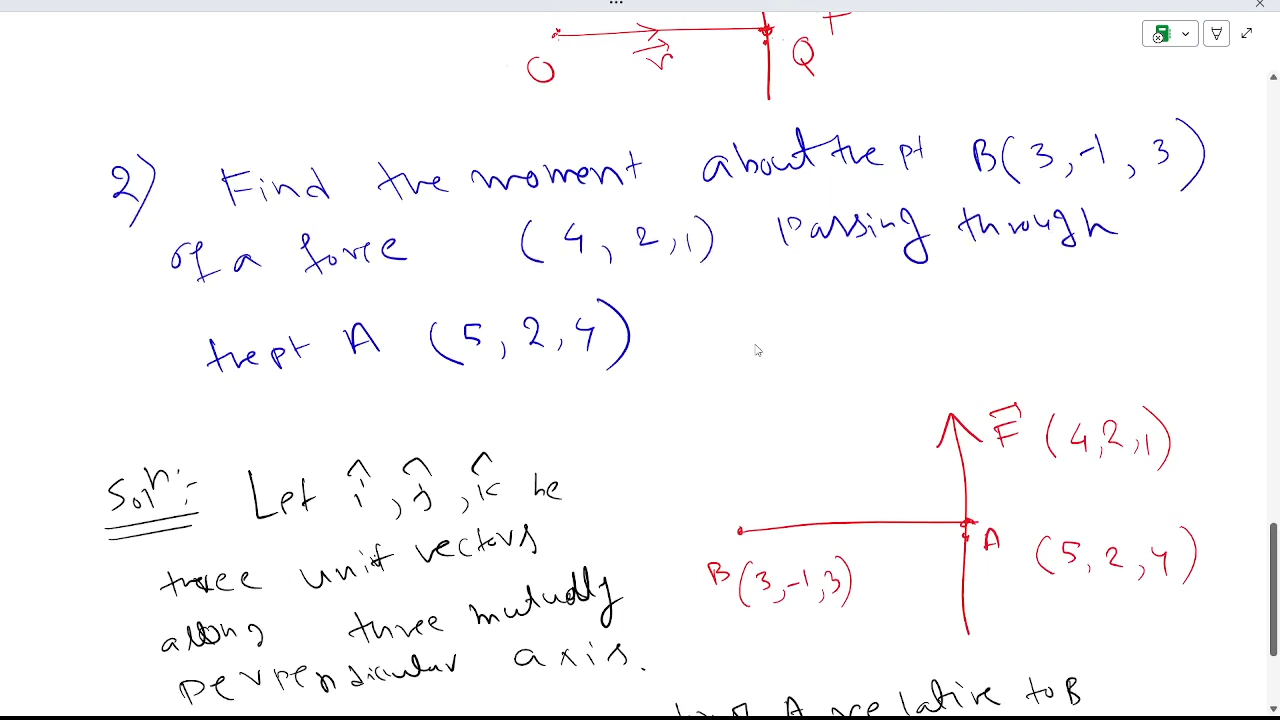 O r Q F
2) Find the moment about the pt B(3, -1, 3)
of a force (4, 2, 1) Passing through
the pt A (5, 2, 4)
F (4, 2, 1)
A (5, 2, 4)
B (3, -1, 3)
Soln:- Let î, ĵ, k̂ be
three unit vectors
along three mutually
perpendicular axis.
A relative to B